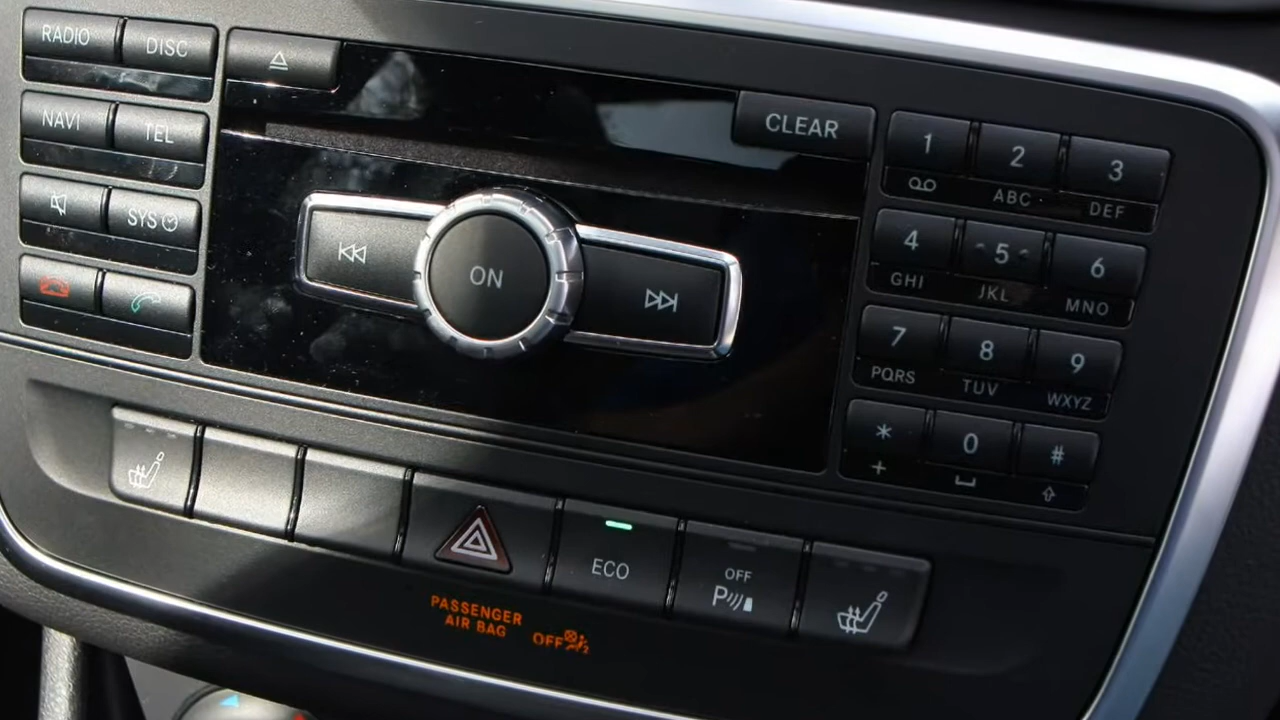 RADIO
DISC
NAVI
TEL
SYS
CLEAR
ON
1
2
3
ABC
DEF
4
5
6
GHI
JKL
MNO
7
8
9
PQRS
TUV
WXYZ
*
0
#
+
ECO
OFF
P
PASSENGER
AIR BAG
OFF